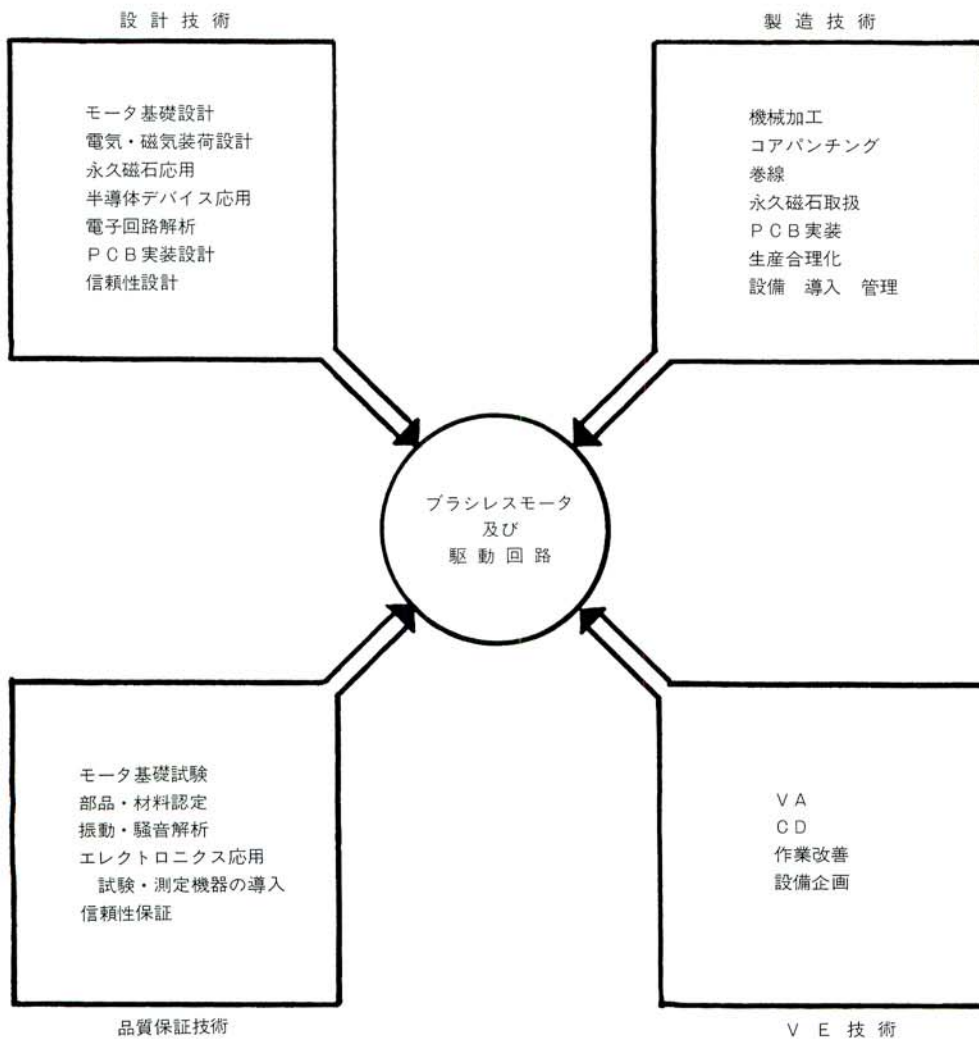 設計技術
モータ基礎設計
電気・磁気装荷設計
永久磁石応用
半導体デバイス応用
電子回路解析
PCB実装設計
信頼性設計
製造技術
機械加工
コアパンチング
巻線
永久磁石取扱
PCB実装
生産合理化
設備 導入 管理
ブラシレスモータ
及び
駆動回路
モータ基礎試験
部品・材料認定
振動・騒音解析
エレクトロニクス応用
試験・測定機器の導入
信頼性保証
品質保証技術
VA
CD
作業改善
設備企画
VE技術